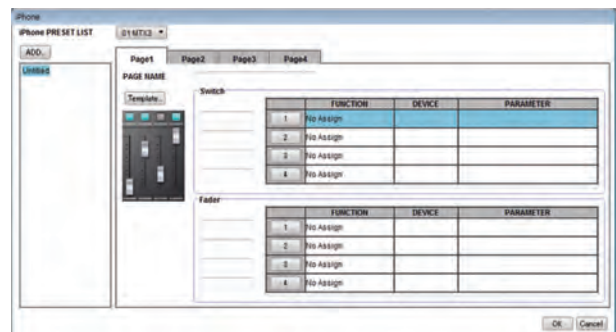 iPhone
iPhone PRESET LIST
01:MTX3
ADD..
Untitled
Page1 Page2 Page3 Page4
PAGE NAME
Template..
Switch
FUNCTION DEVICE PARAMETER
1 No Assign
2 No Assign
3 No Assign
4 No Assign
Fader
FUNCTION DEVICE PARAMETER
1 No Assign
2 No Assign
3 No Assign
4 No Assign
OK Cancel